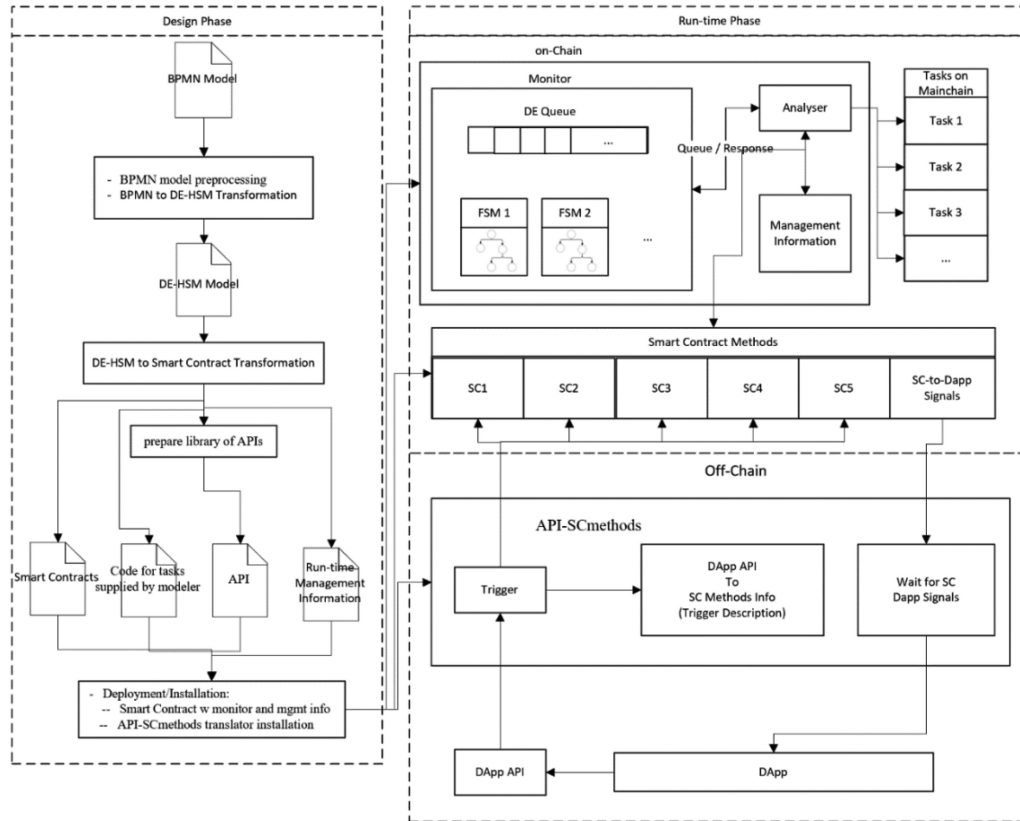 Design Phase
BPMN Model
- BPMN model preprocessing
- BPMN to DE-HSM Transformation
DE-HSM Model
DE-HSM to Smart Contract Transformation
prepare library of APIs
Smart Contracts
Code for tasks
supplied by modeler
API
Run-time
Management
Information
- Deployment/Installation:
-- Smart Contract w monitor and mgmt info
-- API-SCmethods translator installation
Run-time Phase
on-Chain
Monitor
DE Queue
...
FSM 1
FSM 2
...
Queue / Response
Analyser
Management
Information
Tasks on
Mainchain
Task 1
Task 2
Task 3
...
Smart Contract Methods
SC1
SC2
SC3
SC4
SC5
SC-to-Dapp
Signals
Off-Chain
API-SCmethods
Trigger
DApp API
To
SC Methods Info
(Trigger Description)
Wait for SC
Dapp Signals
DApp API
DApp